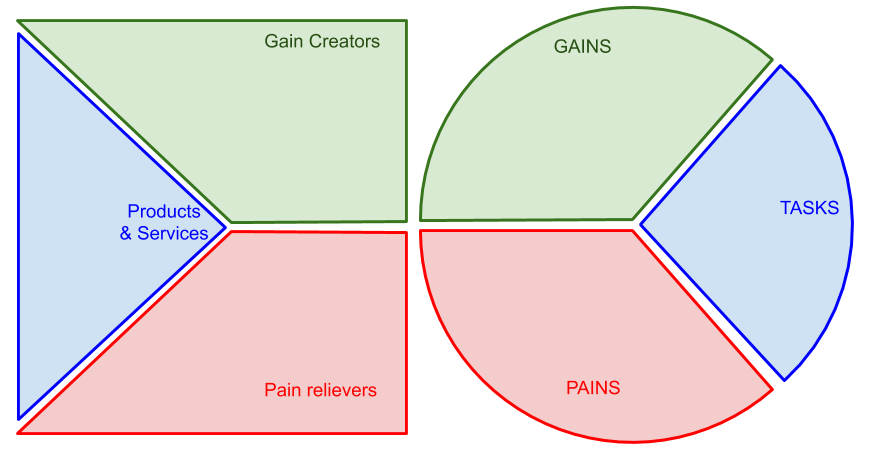 Gain Creators
GAINS
Products
& Services
TASKS
Pain relievers
PAINS